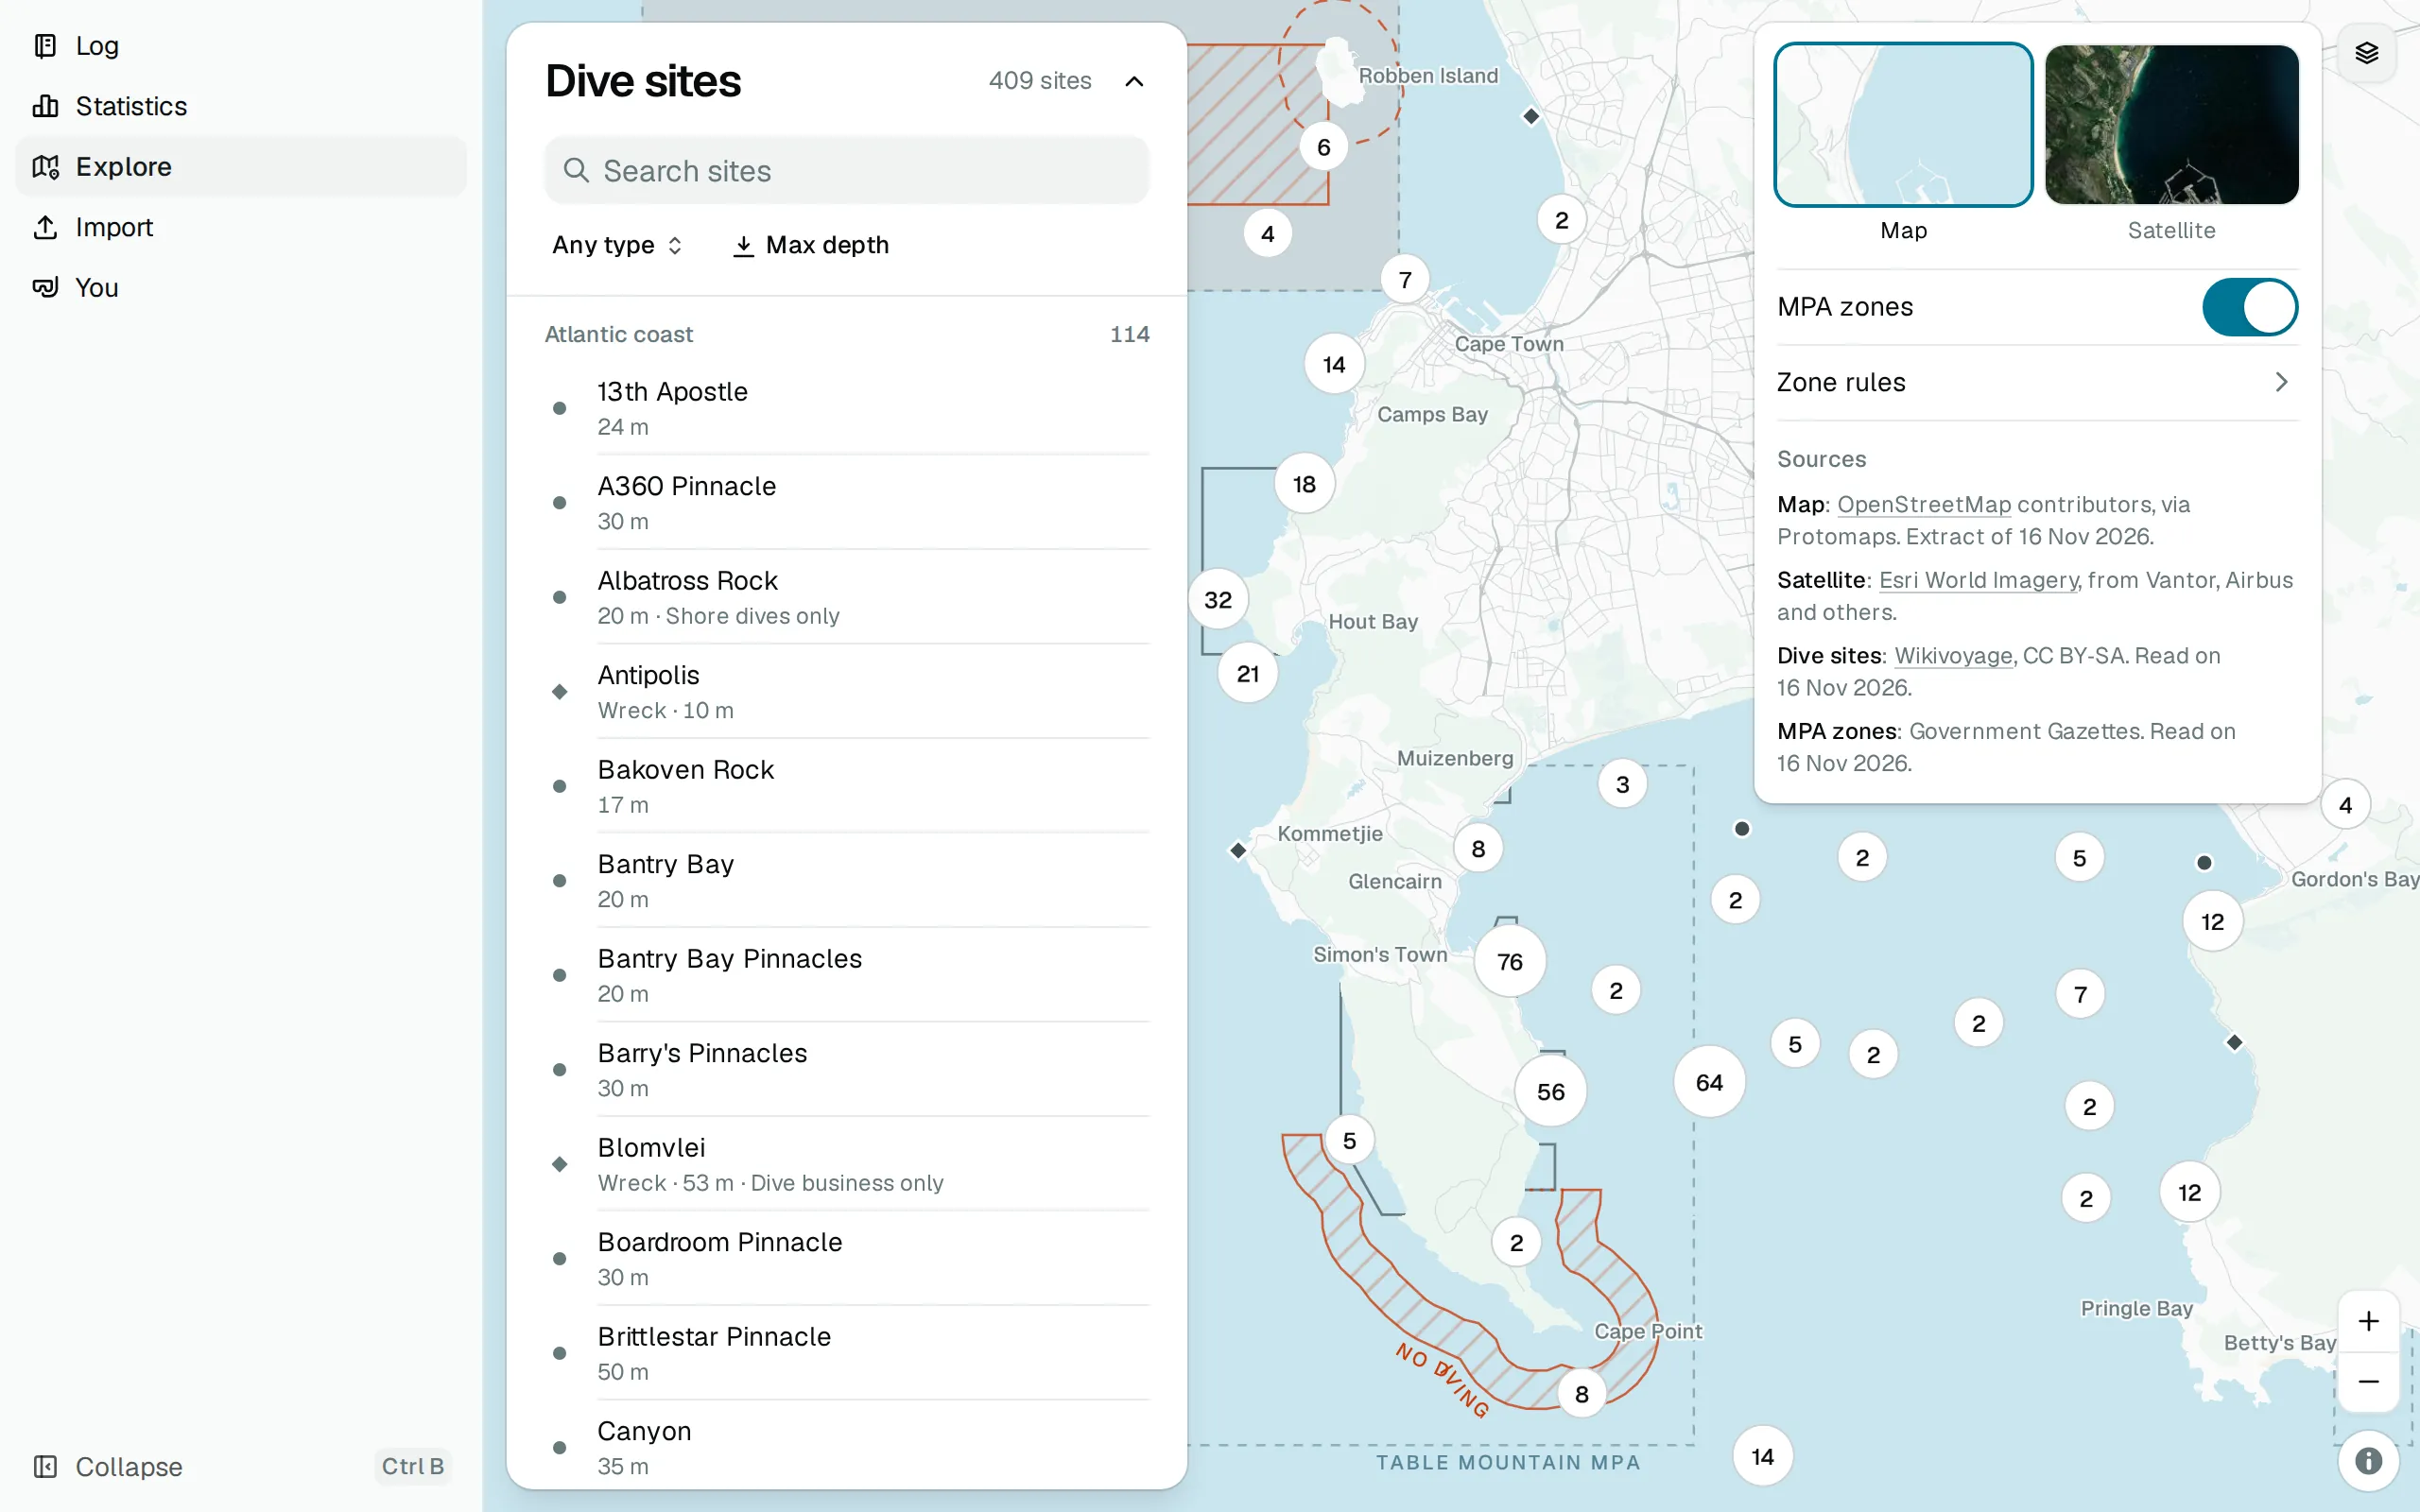 Log
Statistics
Explore
Import
You
Collapse
Ctrl B
Dive sites
409 sites
Search sites
Any type
Max depth
Atlantic coast
114
13th Apostle
24 m
A360 Pinnacle
30 m
Albatross Rock
20 m · Shore dives only
Antipolis
Wreck · 10 m
Bakoven Rock
17 m
Bantry Bay
20 m
Bantry Bay Pinnacles
20 m
Barry's Pinnacles
30 m
Blomvlei
Wreck · 53 m · Dive business only
Boardroom Pinnacle
30 m
Brittlestar Pinnacle
50 m
Canyon
35 m
Robben Island
6
4
2
7
Cape Town
14
Camps Bay
18
32
Hout Bay
21
Muizenberg
3
Kommetjie
8
Glencairn
2
2
5
4
Gordon's Bay
12
Simon's Town
76
2
7
2
5
2
64
56
2
5
2
12
2
Pringle Bay
Cape Point
Betty's Bay
NO DIVING
8
14
TABLE MOUNTAIN MPA
Map
Satellite
MPA zones
Zone rules
Sources
Map: OpenStreetMap contributors, via
Protomaps. Extract of 16 Nov 2026.
Satellite: Esri World Imagery, from Vantor, Airbus
and others.
Dive sites: Wikivoyage, CC BY-SA. Read on
16 Nov 2026.
MPA zones: Government Gazettes. Read on
16 Nov 2026.
+
−